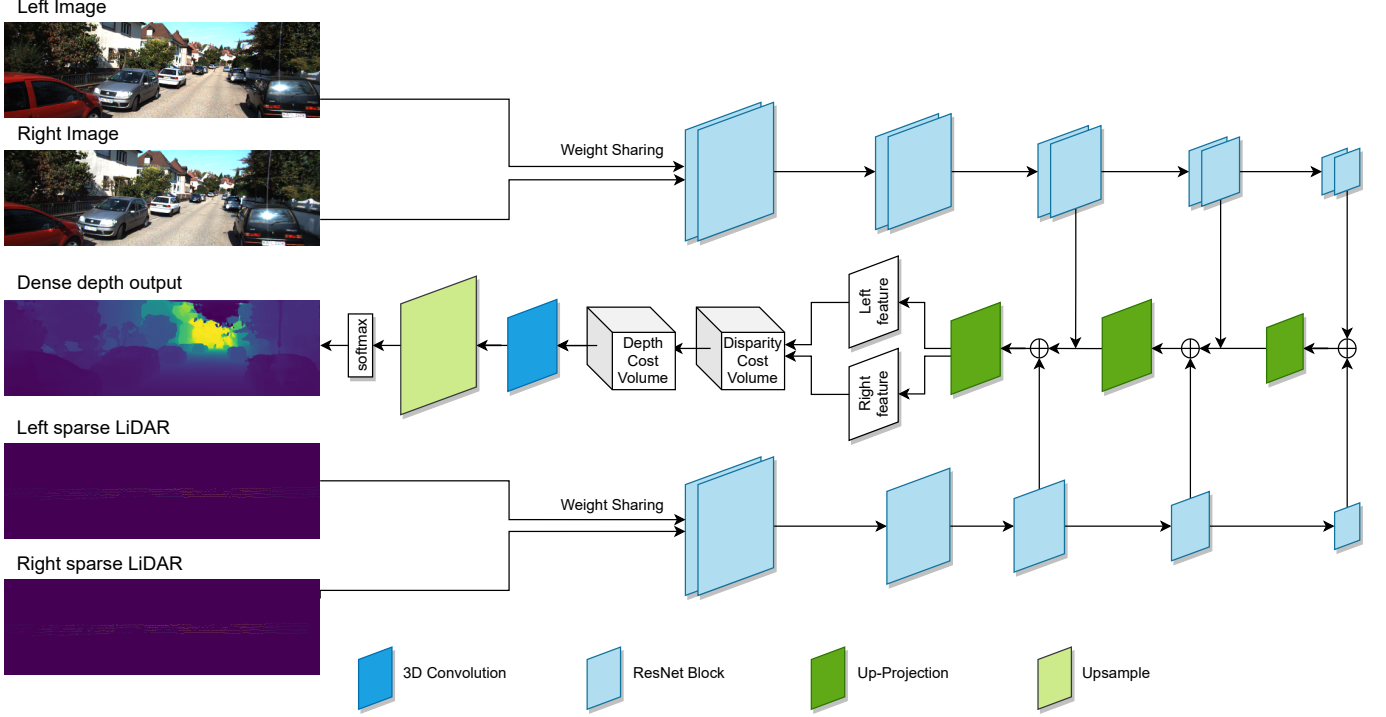 Left Image
Right Image
Weight Sharing
Dense depth output
softmax
Depth
Cost
Volume
Disparity
Cost
Volume
Left
feature
Right
feature
Left sparse LiDAR
Weight Sharing
Right sparse LiDAR
3D Convolution
ResNet Block
Up-Projection
Upsample